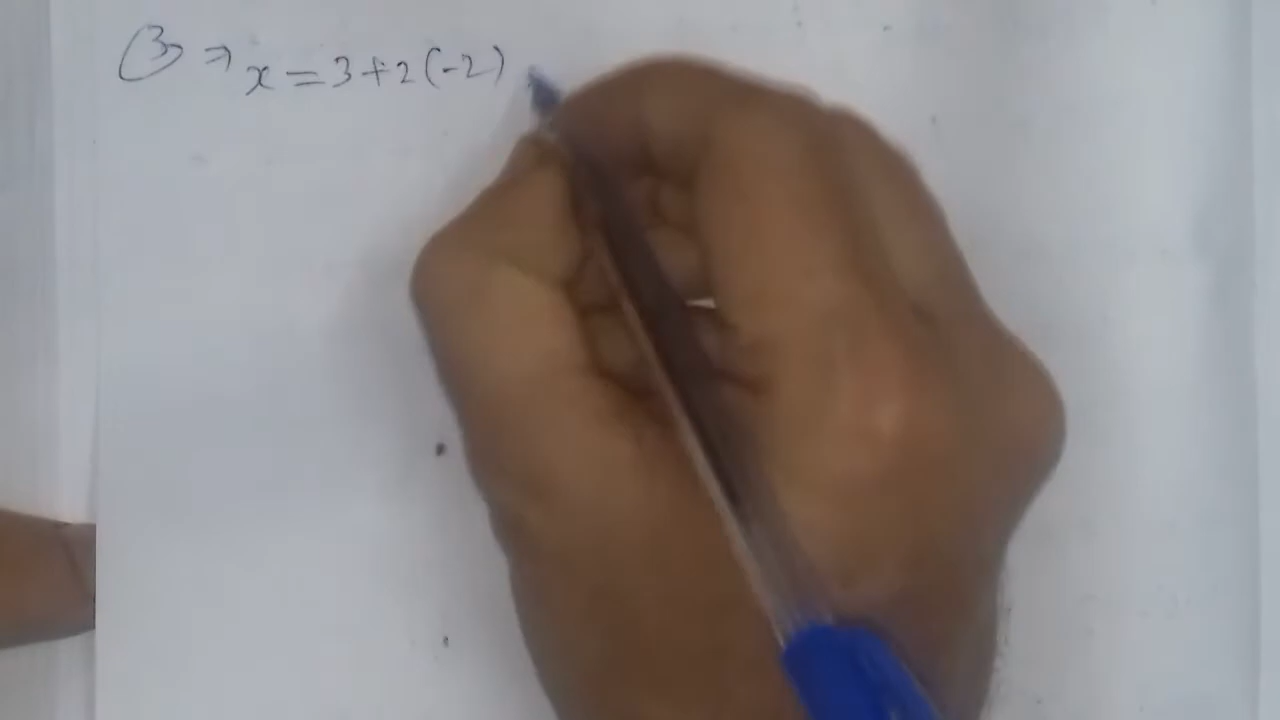 ③ ⇒ x = 3 + 2(-2)